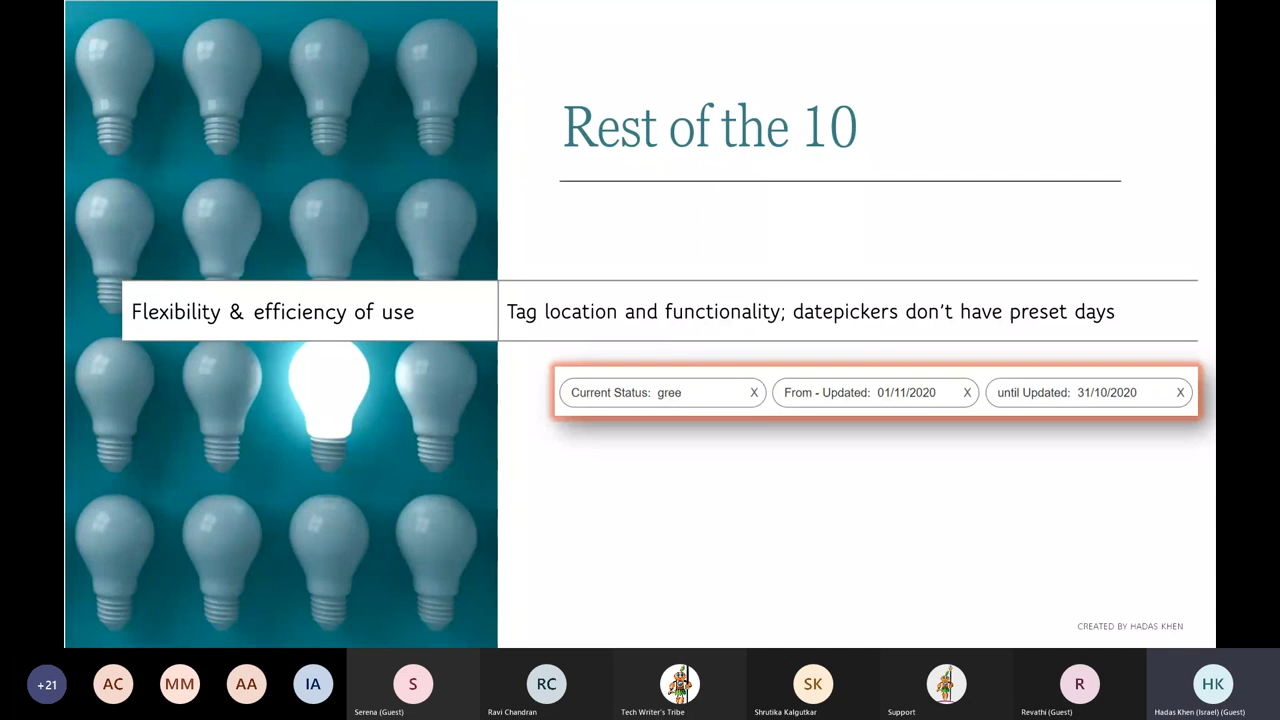 Rest of the 10
Flexibility & efficiency of use
Tag location and functionality; datepickers don't have preset days
Current Status: gree X
From - Updated: 01/11/2020 X
until Updated: 31/10/2020 X
CREATED BY HADAS KHEN
+21
AC
MM
AA
IA
S
RC
SK
R
HK
Serena (Guest)
Ravi Chandran
Tech Writer's Tribe
Shrutika Kalgutkar
Support
Revathi (Guest)
Hadas Khen (Israel) (Guest)